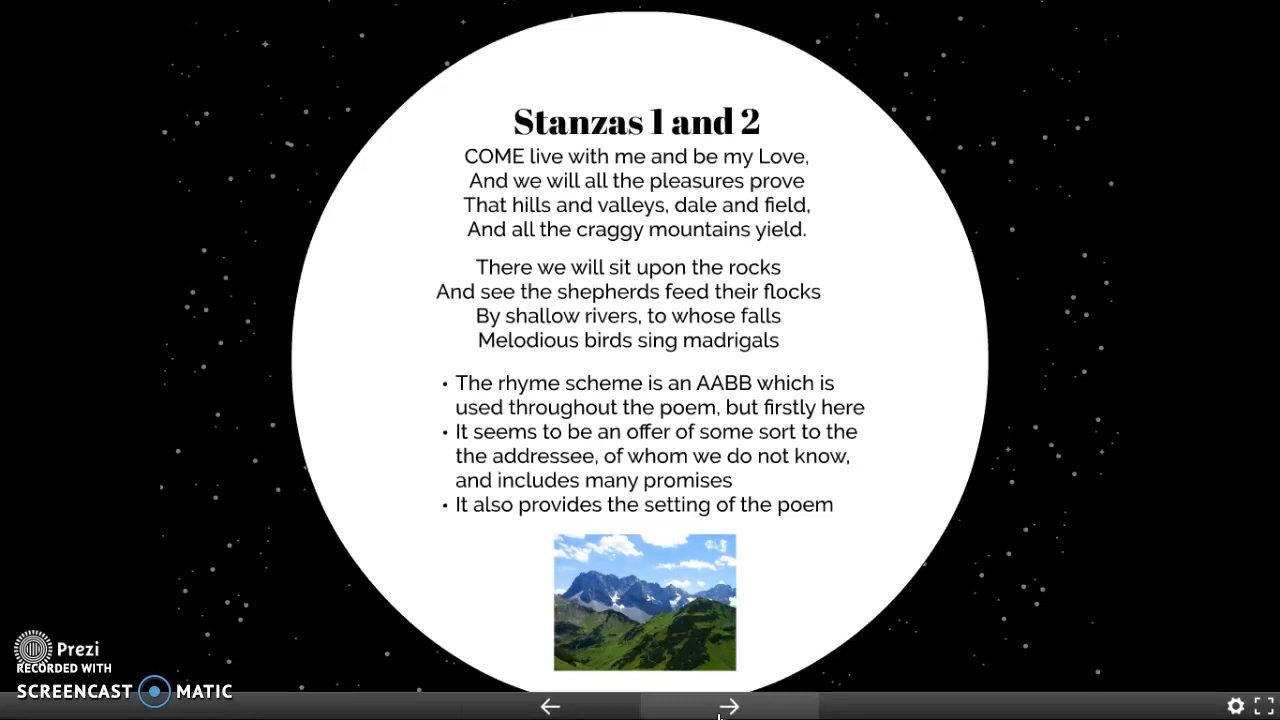 Stanzas 1 and 2
COME live with me and be my Love,
And we will all the pleasures prove
That hills and valleys, dale and field,
And all the craggy mountains yield.
There we will sit upon the rocks
And see the shepherds feed their flocks
By shallow rivers, to whose falls
Melodious birds sing madrigals
• The rhyme scheme is an AABB which is
used throughout the poem, but firstly here
• It seems to be an offer of some sort to the
the addressee, of whom we do not know,
and includes many promises
• It also provides the setting of the poem
Prezi
RECORDED WITH
SCREENCAST MATIC